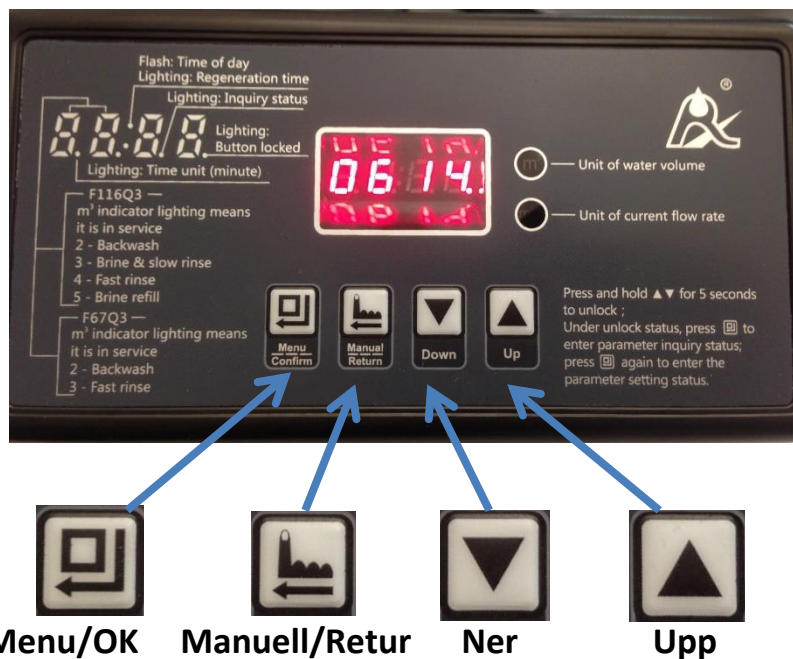 Flash: Time of day
Lighting: Regeneration time
Lighting: Inquiry status
Lighting:
Button locked
Lighting: Time unit (minute)
F116Q3
m³ indicator lighting means
it is in service
2 - Backwash
3 - Brine & slow rinse
4 - Fast rinse
5 - Brine refill
F67Q3
m³ indicator lighting means
it is in service
2 - Backwash
3 - Fast rinse
06 14.
®
m³
Unit of water volume
Unit of current flow rate
Menu
Confirm
Manual
Return
Down
Up
Press and hold ▲▼ for 5 seconds
to unlock ;
Under unlock status, press to
enter parameter inquiry status;
press again to enter the
parameter setting status.
Menu/OK
Manuell/Retur
Ner
Upp